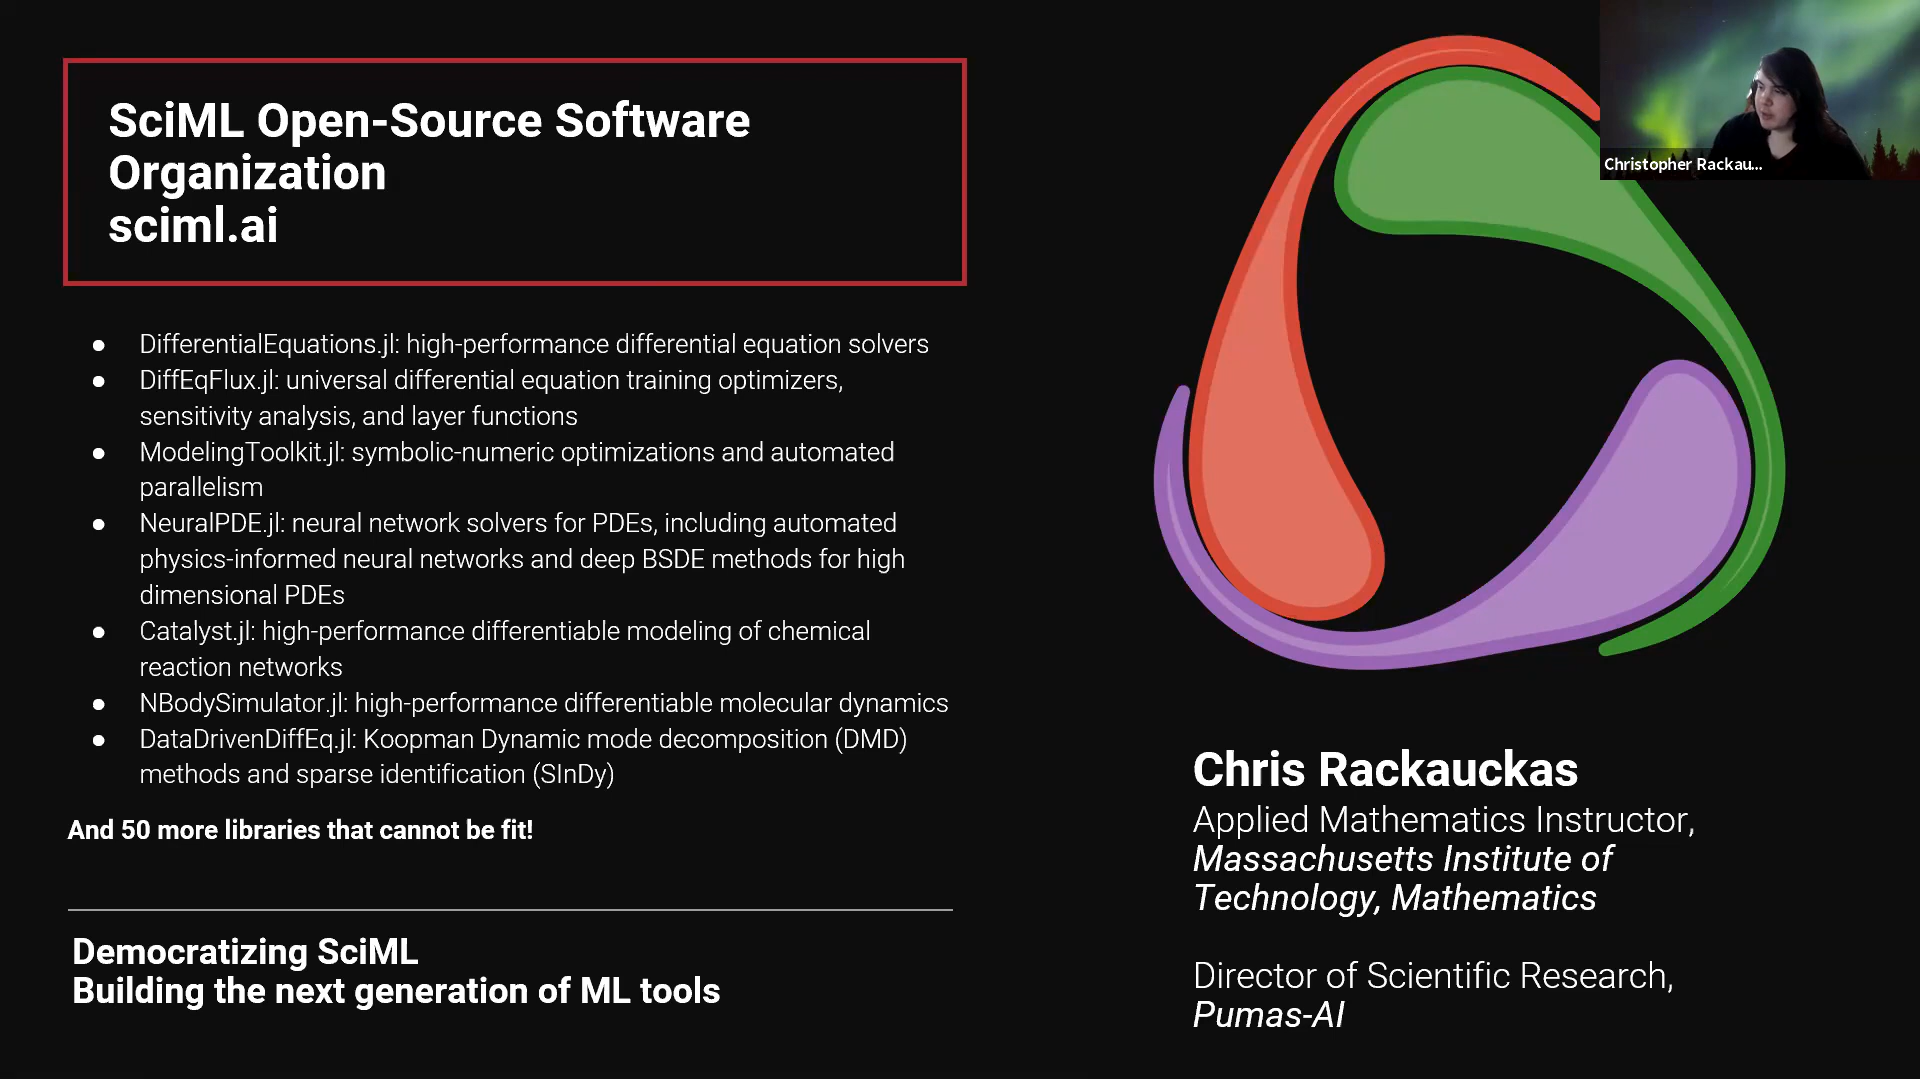 SciML Open-Source Software
Organization
sciml.ai
DifferentialEquations.jl: high-performance differential equation solvers
DiffEqFlux.jl: universal differential equation training optimizers,
sensitivity analysis, and layer functions
ModelingToolkit.jl: symbolic-numeric optimizations and automated
parallelism
NeuralPDE.jl: neural network solvers for PDEs, including automated
physics-informed neural networks and deep BSDE methods for high
dimensional PDEs
Catalyst.jl: high-performance differentiable modeling of chemical
reaction networks
NBodySimulator.jl: high-performance differentiable molecular dynamics
DataDrivenDiffEq.jl: Koopman Dynamic mode decomposition (DMD)
methods and sparse identification (SInDy)
And 50 more libraries that cannot be fit!
Democratizing SciML
Building the next generation of ML tools
Christopher Rackau...
Chris Rackauckas
Applied Mathematics Instructor,
Massachusetts Institute of
Technology, Mathematics
Director of Scientific Research,
Pumas-AI